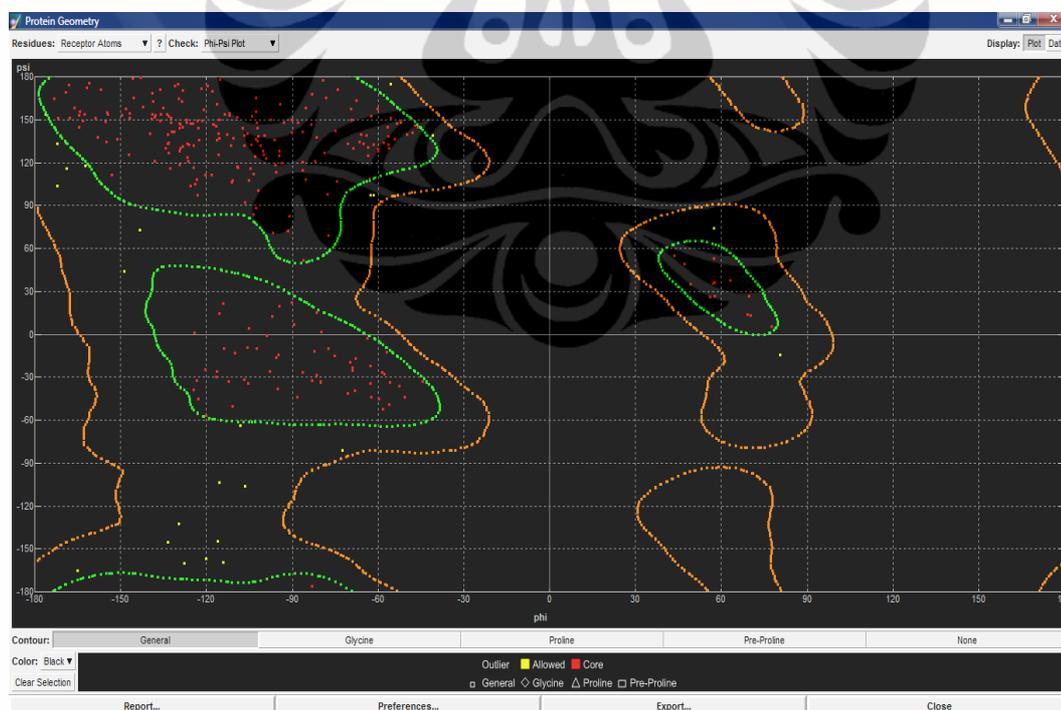 Protein Geometry
Residues: Receptor Atoms ▼ ? Check: Phi-Psi Plot ▼ Display: Plot Dat
psi
180
150
120
90
60
30
0
-30
-60
-90
-120
-150
-180
-180 -150 -120 -90 -60 -30 0 30 60 90 120 150 18
phi
Contour: General Glycine Proline Pre-Proline None
Color: Black ▼
Outlier Allowed Core
Clear Selection
General Glycine Proline Pre-Proline
Report... Preferences... Export... Close